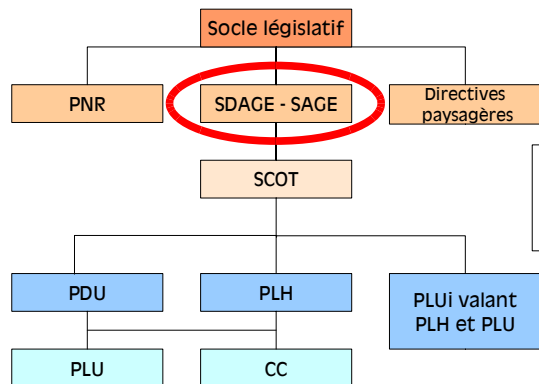 Socle législatif
PNR
SDAGE - SAGE
Directives
paysagères
SCOT
PDU
PLH
PLUi valant
PLH et PLU
PLU
CC